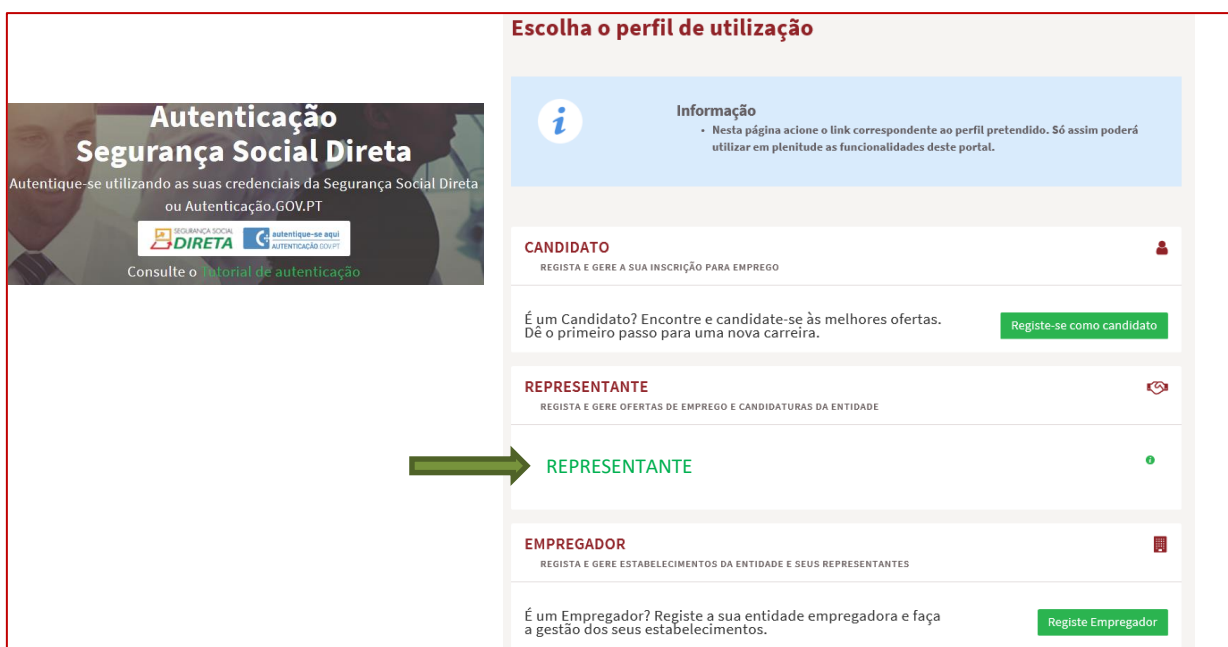 Escolha o perfil de utilização
Autenticação
Segurança Social Direta
Autentique-se utilizando as suas credenciais da Segurança Social Direta
ou Autenticação.GOV.PT
SEGURANÇA SOCIAL
DIRETA
autentique-se aqui
AUTENTICAÇÃO.GOV.PT
Consulte o Tutorial de autenticação
Informação
• Nesta página acione o link correspondente ao perfil pretendido. Só assim poderá
utilizar em plenitude as funcionalidades deste portal.
CANDIDATO
REGISTA E GERE A SUA INSCRIÇÃO PARA EMPREGO
É um Candidato? Encontre e candidate-se às melhores ofertas.
Dê o primeiro passo para uma nova carreira.
Registe-se como candidato
REPRESENTANTE
REGISTA E GERE OFERTAS DE EMPREGO E CANDIDATURAS DA ENTIDADE
REPRESENTANTE
EMPREGADOR
REGISTA E GERE ESTABELECIMENTOS DA ENTIDADE E SEUS REPRESENTANTES
É um Empregador? Registe a sua entidade empregadora e faça
a gestão dos seus estabelecimentos.
Registe Empregador